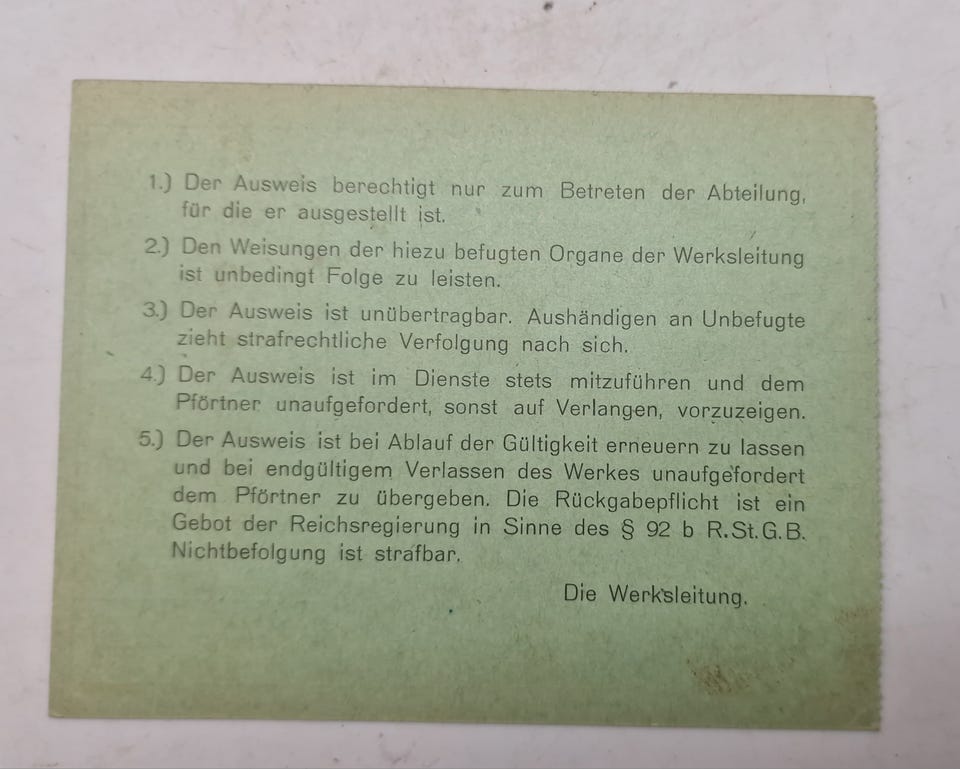 1.) Der Ausweis berechtigt nur zum Betreten der Abteilung,
für die er ausgestellt ist.
2.) Den Weisungen der hiezu befugten Organe der Werksleitung
ist unbedingt Folge zu leisten.
3.) Der Ausweis ist unübertragbar. Aushändigen an Unbefugte
zieht strafrechtliche Verfolgung nach sich.
4.) Der Ausweis ist im Dienste stets mitzuführen und dem
Pförtner unaufgefordert, sonst auf Verlangen, vorzuzeigen.
5.) Der Ausweis ist bei Ablauf der Gültigkeit erneuern zu lassen
und bei endgültigem Verlassen des Werkes unaufgefordert
dem Pförtner zu übergeben. Die Rückgabepflicht ist ein
Gebot der Reichsregierung in Sinne des § 92 b R.St.G.B.
Nichtbefolgung ist strafbar.
Die Werksleitung.